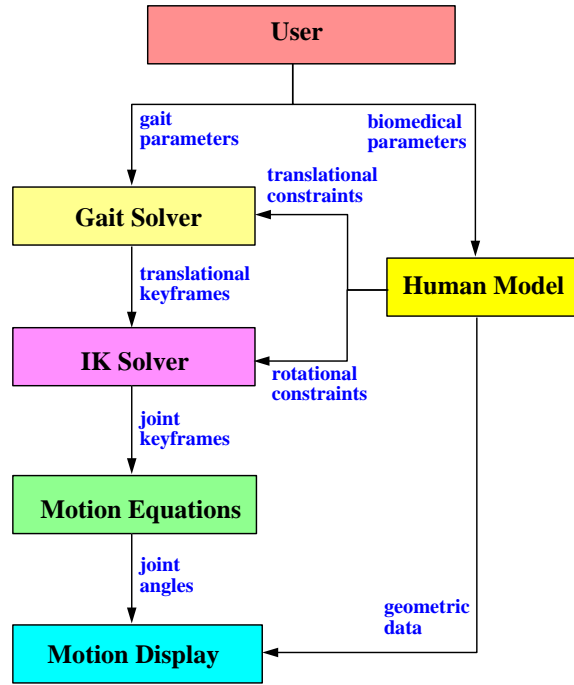 User
gait
parameters
biomedical
parameters
translational
constraints
Gait Solver
translational
keyframes
Human Model
IK Solver
rotational
constraints
joint
keyframes
Motion Equations
joint
angles
geometric
data
Motion Display